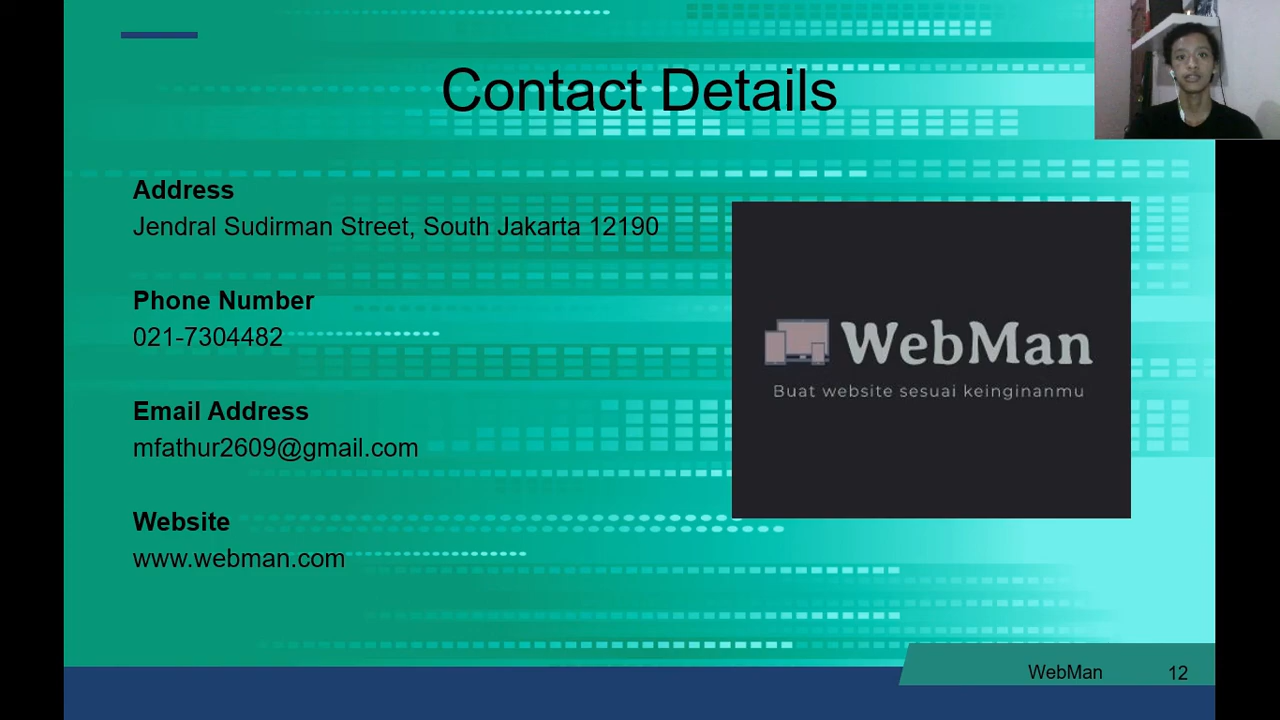 Contact Details
Address
Jendral Sudirman Street, South Jakarta 12190
Phone Number
021-7304482
Email Address
mfathur2609@gmail.com
Website
www.webman.com
WebMan
Buat website sesuai keinginanmu
WebMan 12